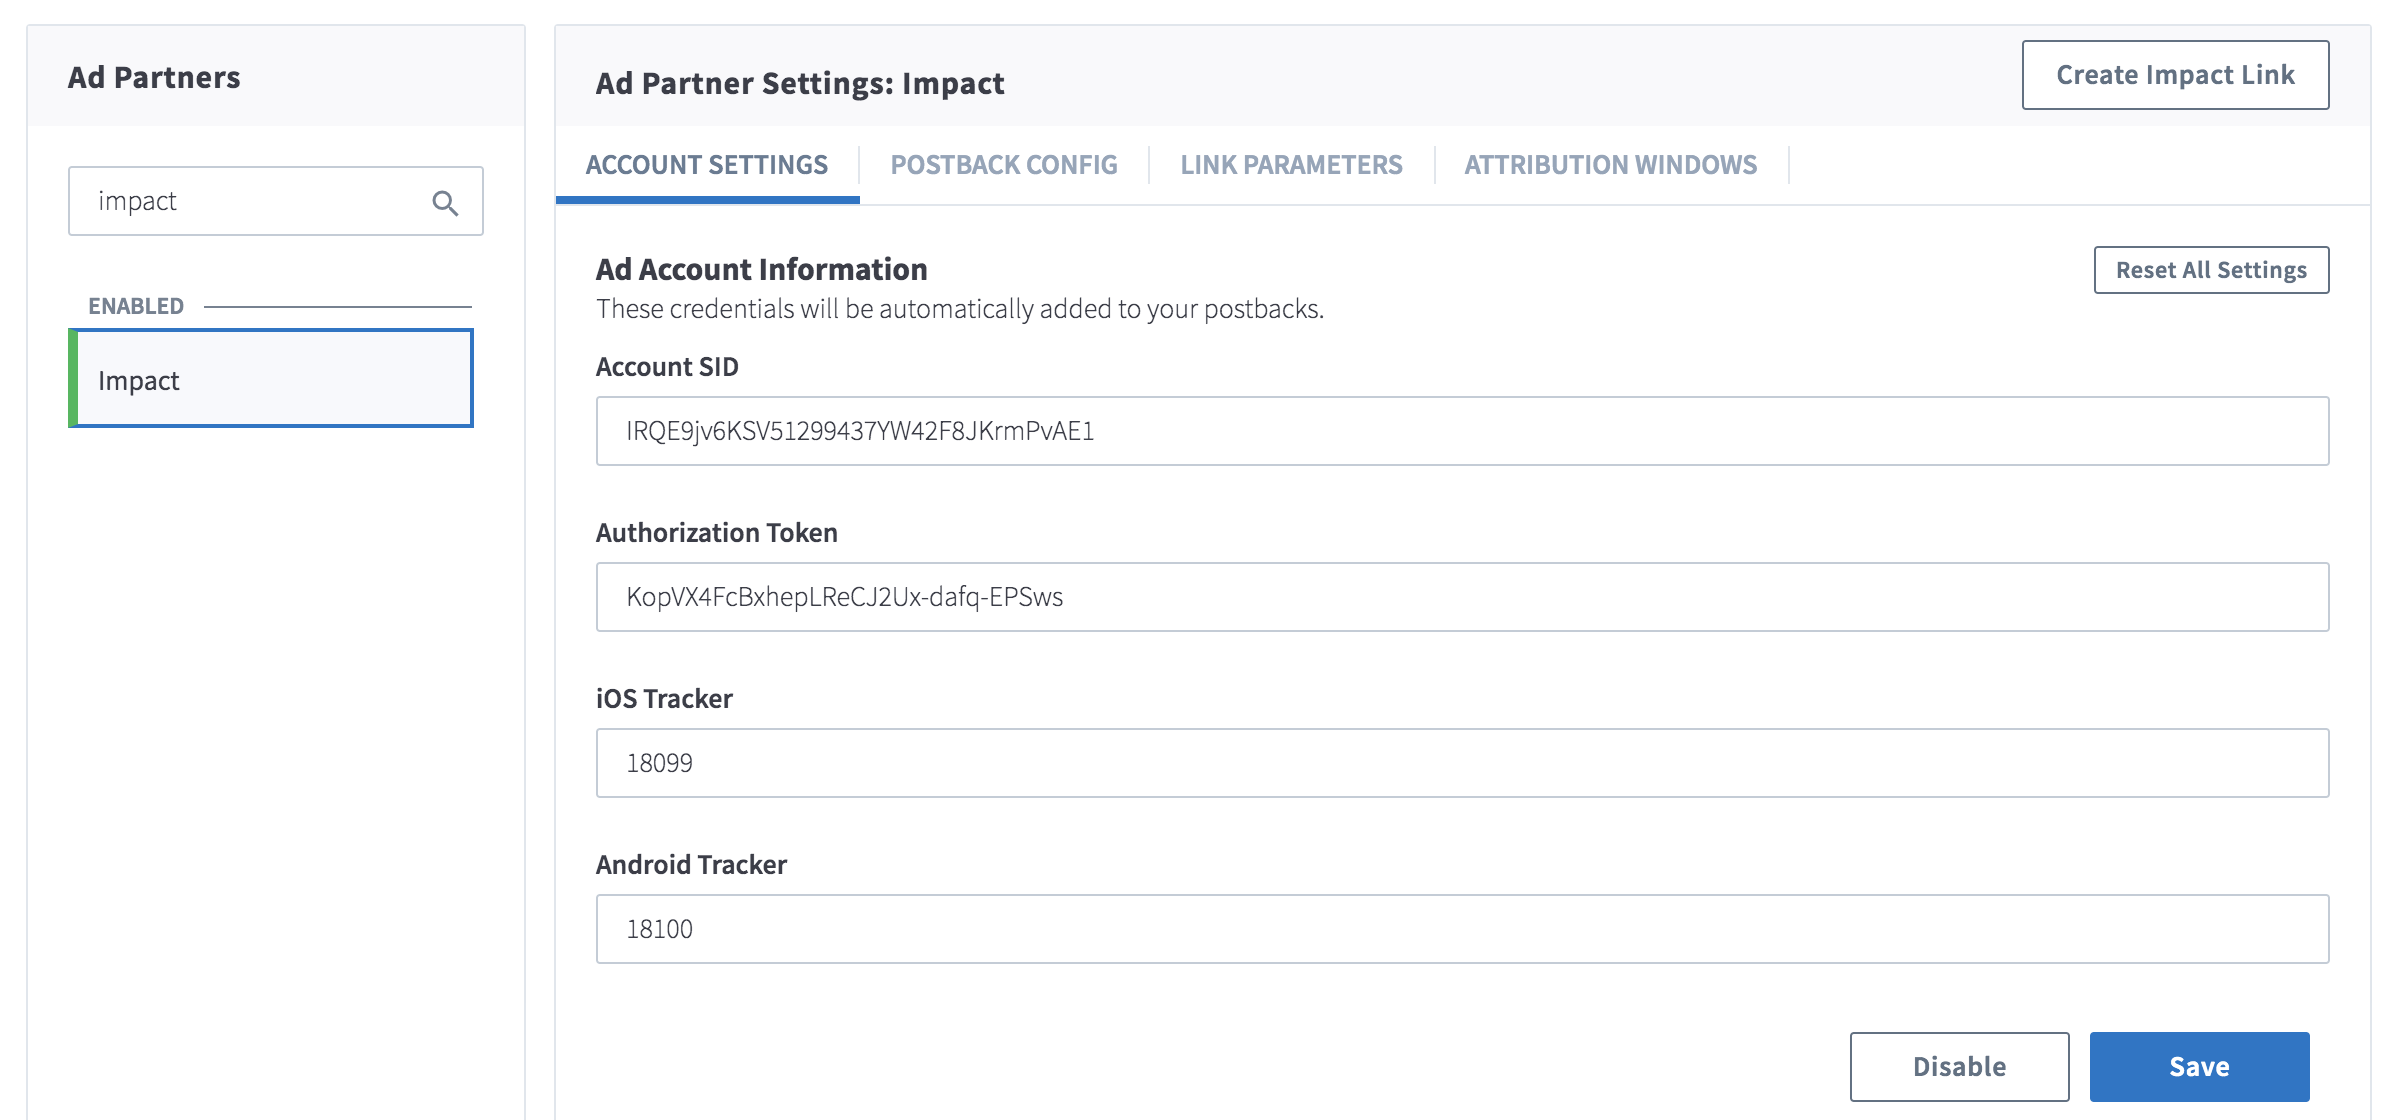 Ad Partners
impact
ENABLED
Impact
Ad Partner Settings: Impact
Create Impact Link
ACCOUNT SETTINGS
POSTBACK CONFIG
LINK PARAMETERS
ATTRIBUTION WINDOWS
Ad Account Information
Reset All Settings
These credentials will be automatically added to your postbacks.
Account SID
IRQE9jv6KSV51299437YW42F8JKrmPvAE1
Authorization Token
KopVX4FcBxhepLReCJ2Ux-dafq-EPSws
iOS Tracker
18099
Android Tracker
18100
Disable
Save